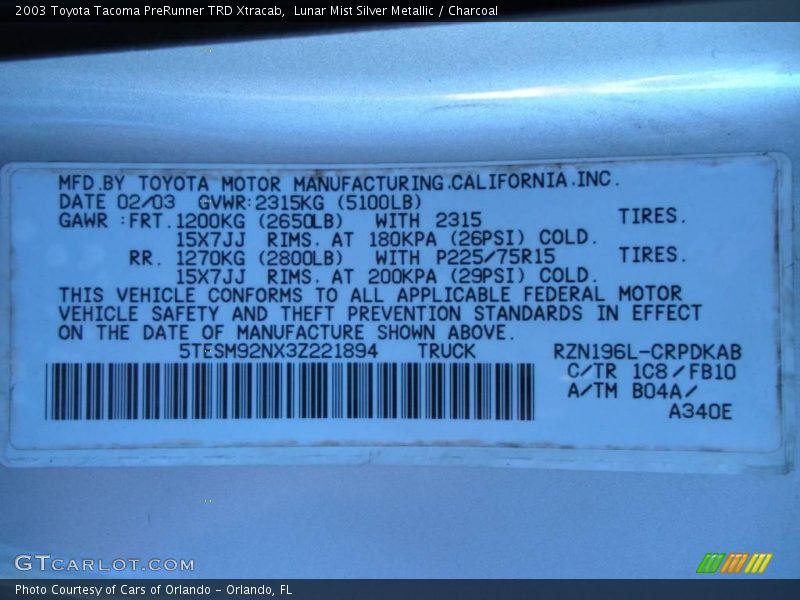 2003 Toyota Tacoma PreRunner TRD Xtracab, Lunar Mist Silver Metallic / Charcoal
MFD.BY TOYOTA MOTOR MANUFACTURING.CALIFORNIA.INC.
DATE 02/03 GVWR:2315KG (5100LB)
GAWR :FRT.1200KG (2650LB) WITH 2315 TIRES.
15X7JJ RIMS. AT 180KPA (26PSI) COLD.
RR. 1270KG (2800LB) WITH P225/75R15 TIRES.
15X7JJ RIMS. AT 200KPA (29PSI) COLD.
THIS VEHICLE CONFORMS TO ALL APPLICABLE FEDERAL MOTOR
VEHICLE SAFETY AND THEFT PREVENTION STANDARDS IN EFFECT
ON THE DATE OF MANUFACTURE SHOWN ABOVE.
5TESM92NX3Z221894 TRUCK RZN196L-CRPDKAB
C/TR 1C8/FB10
A/TM B04A/
A340E
GTCARLOT.COM
Photo Courtesy of Cars of Orlando - Orlando, FL